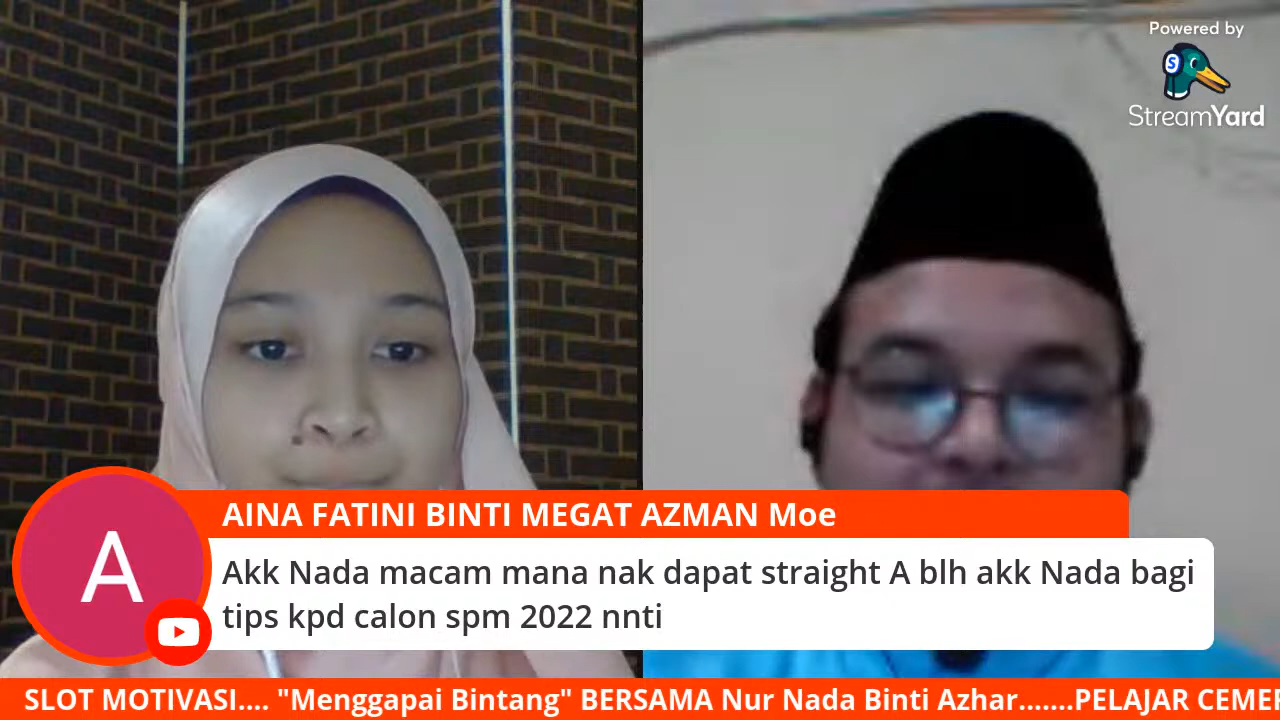 Powered by
StreamYard
AINA FATINI BINTI MEGAT AZMAN Moe
A
Akk Nada macam mana nak dapat straight A blh akk Nada bagi
tips kpd calon spm 2022 nnti
SLOT MOTIVASI.... "Menggapai Bintang" BERSAMA Nur Nada Binti Azhar.......PELAJAR CEME